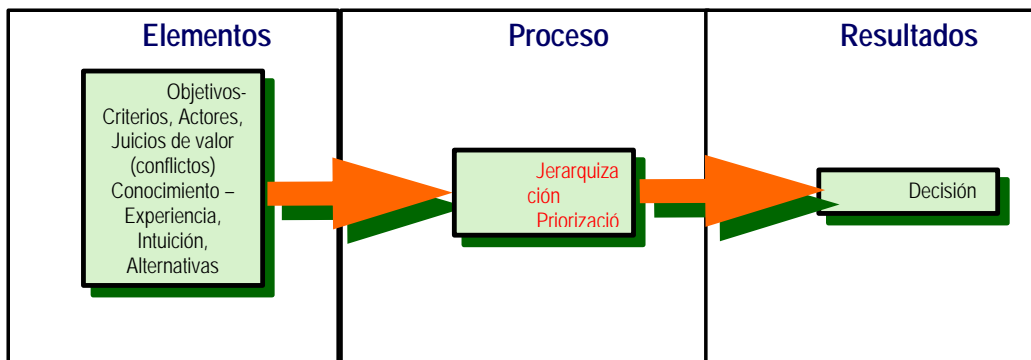 Elementos
Objetivos-
Criterios, Actores,
Juicios de valor
(conflictos)
Conocimiento –
Experiencia,
Intuición,
Alternativas
Proceso
Jerarquiza
ción
Priorizació
Resultados
Decisión